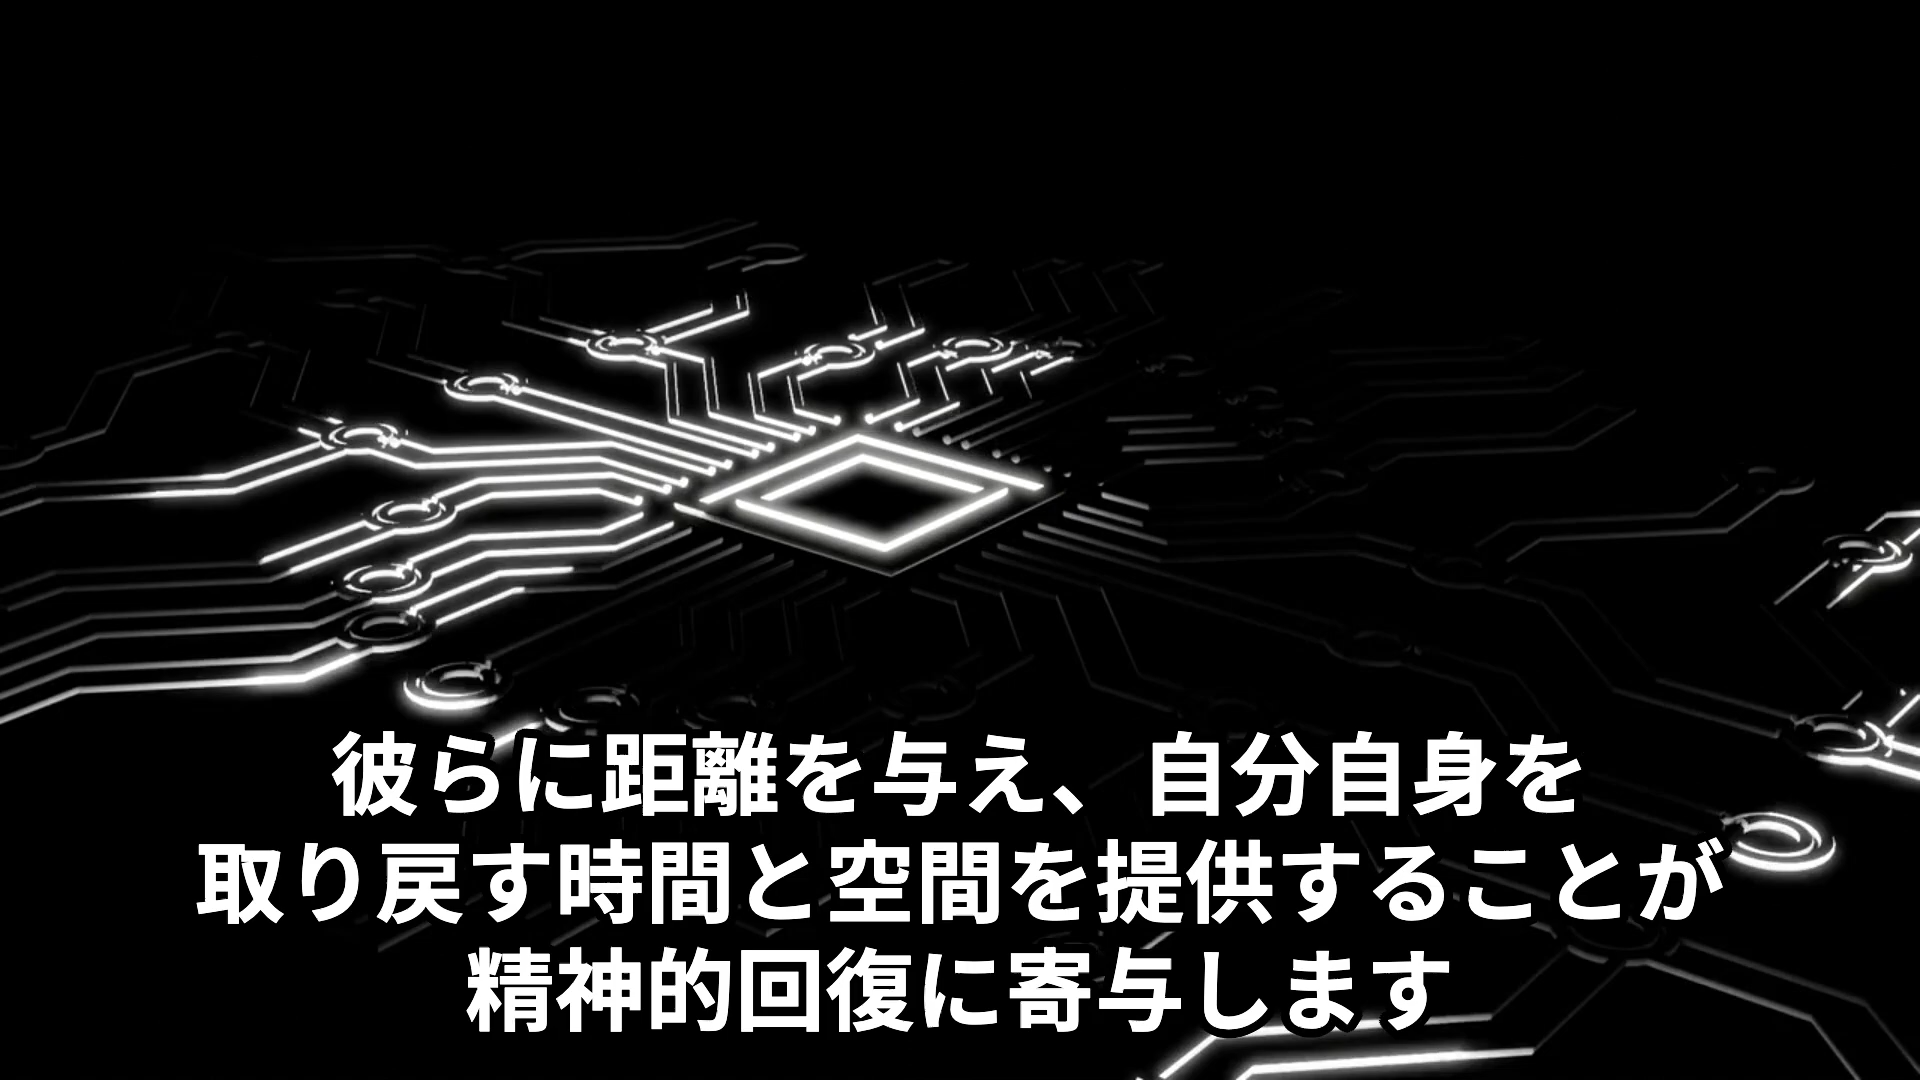 彼らに距離を与え、自分自身を
取り戻す時間と空間を提供することが
精神的回復に寄与します